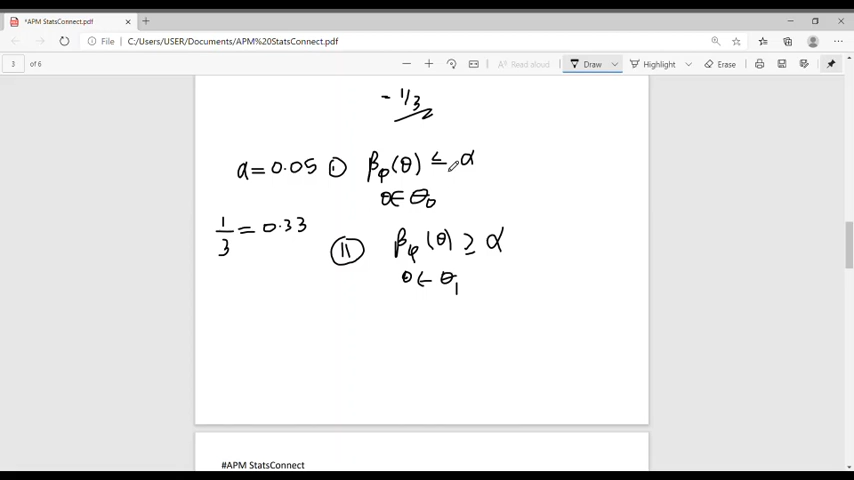 *APM StatsConnect.pdf
File | C:/Users/USER/Documents/APM%20StatsConnect.pdf
3 of 6
Read aloud
Draw
Highlight
Erase
- 1/3
α = 0.05 (i) βφ(θ) ≤ α
θ ∈ Θ0
1/3 = 0.33
(ii) βφ(θ) ≥ α
θ ∈ Θ1
#APM StatsConnect